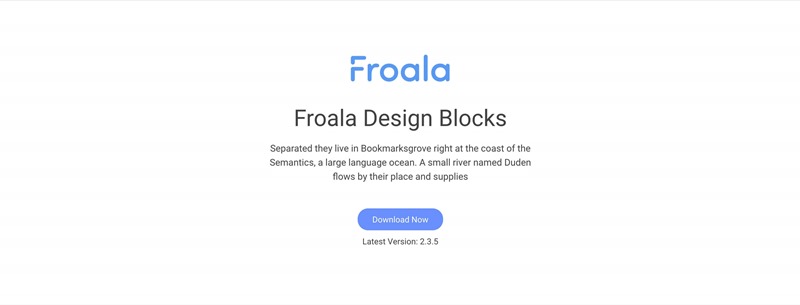 Froala
Froala Design Blocks
Separated they live in Bookmarksgrove right at the coast of the
Semantics, a large language ocean. A small river named Duden
flows by their place and supplies
Download Now
Latest Version: 2.3.5